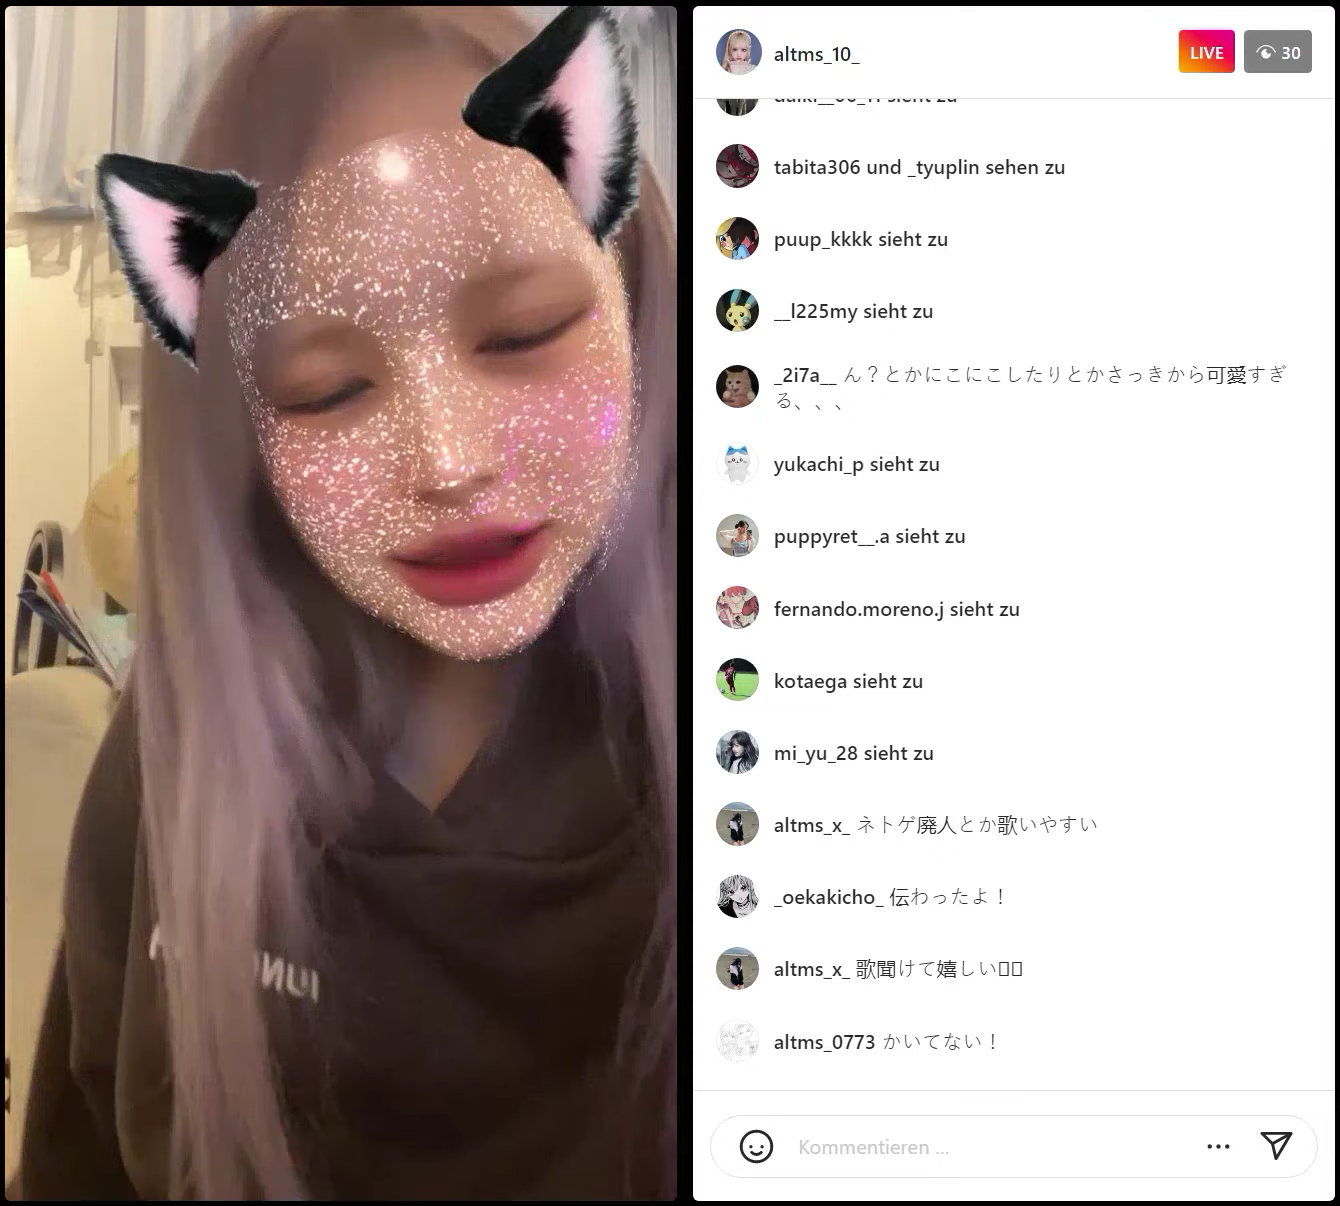 altms_10_
LIVE
30
tabita306 und _tyuplin sehen zu
puup_kkkk sieht zu
__l225my sieht zu
_2i7a__ ん？とかにこにこしたりとかさっきから可愛すぎ
る、、、
yukachi_p sieht zu
puppyret__.a sieht zu
fernando.moreno.j sieht zu
kotaega sieht zu
mi_yu_28 sieht zu
altms_x_ ネトゲ廃人とか歌いやすい
_oekakicho_ 伝わったよ！
altms_x_ 歌聞けて嬉しい
altms_0773 かいてない！
Kommentieren ...